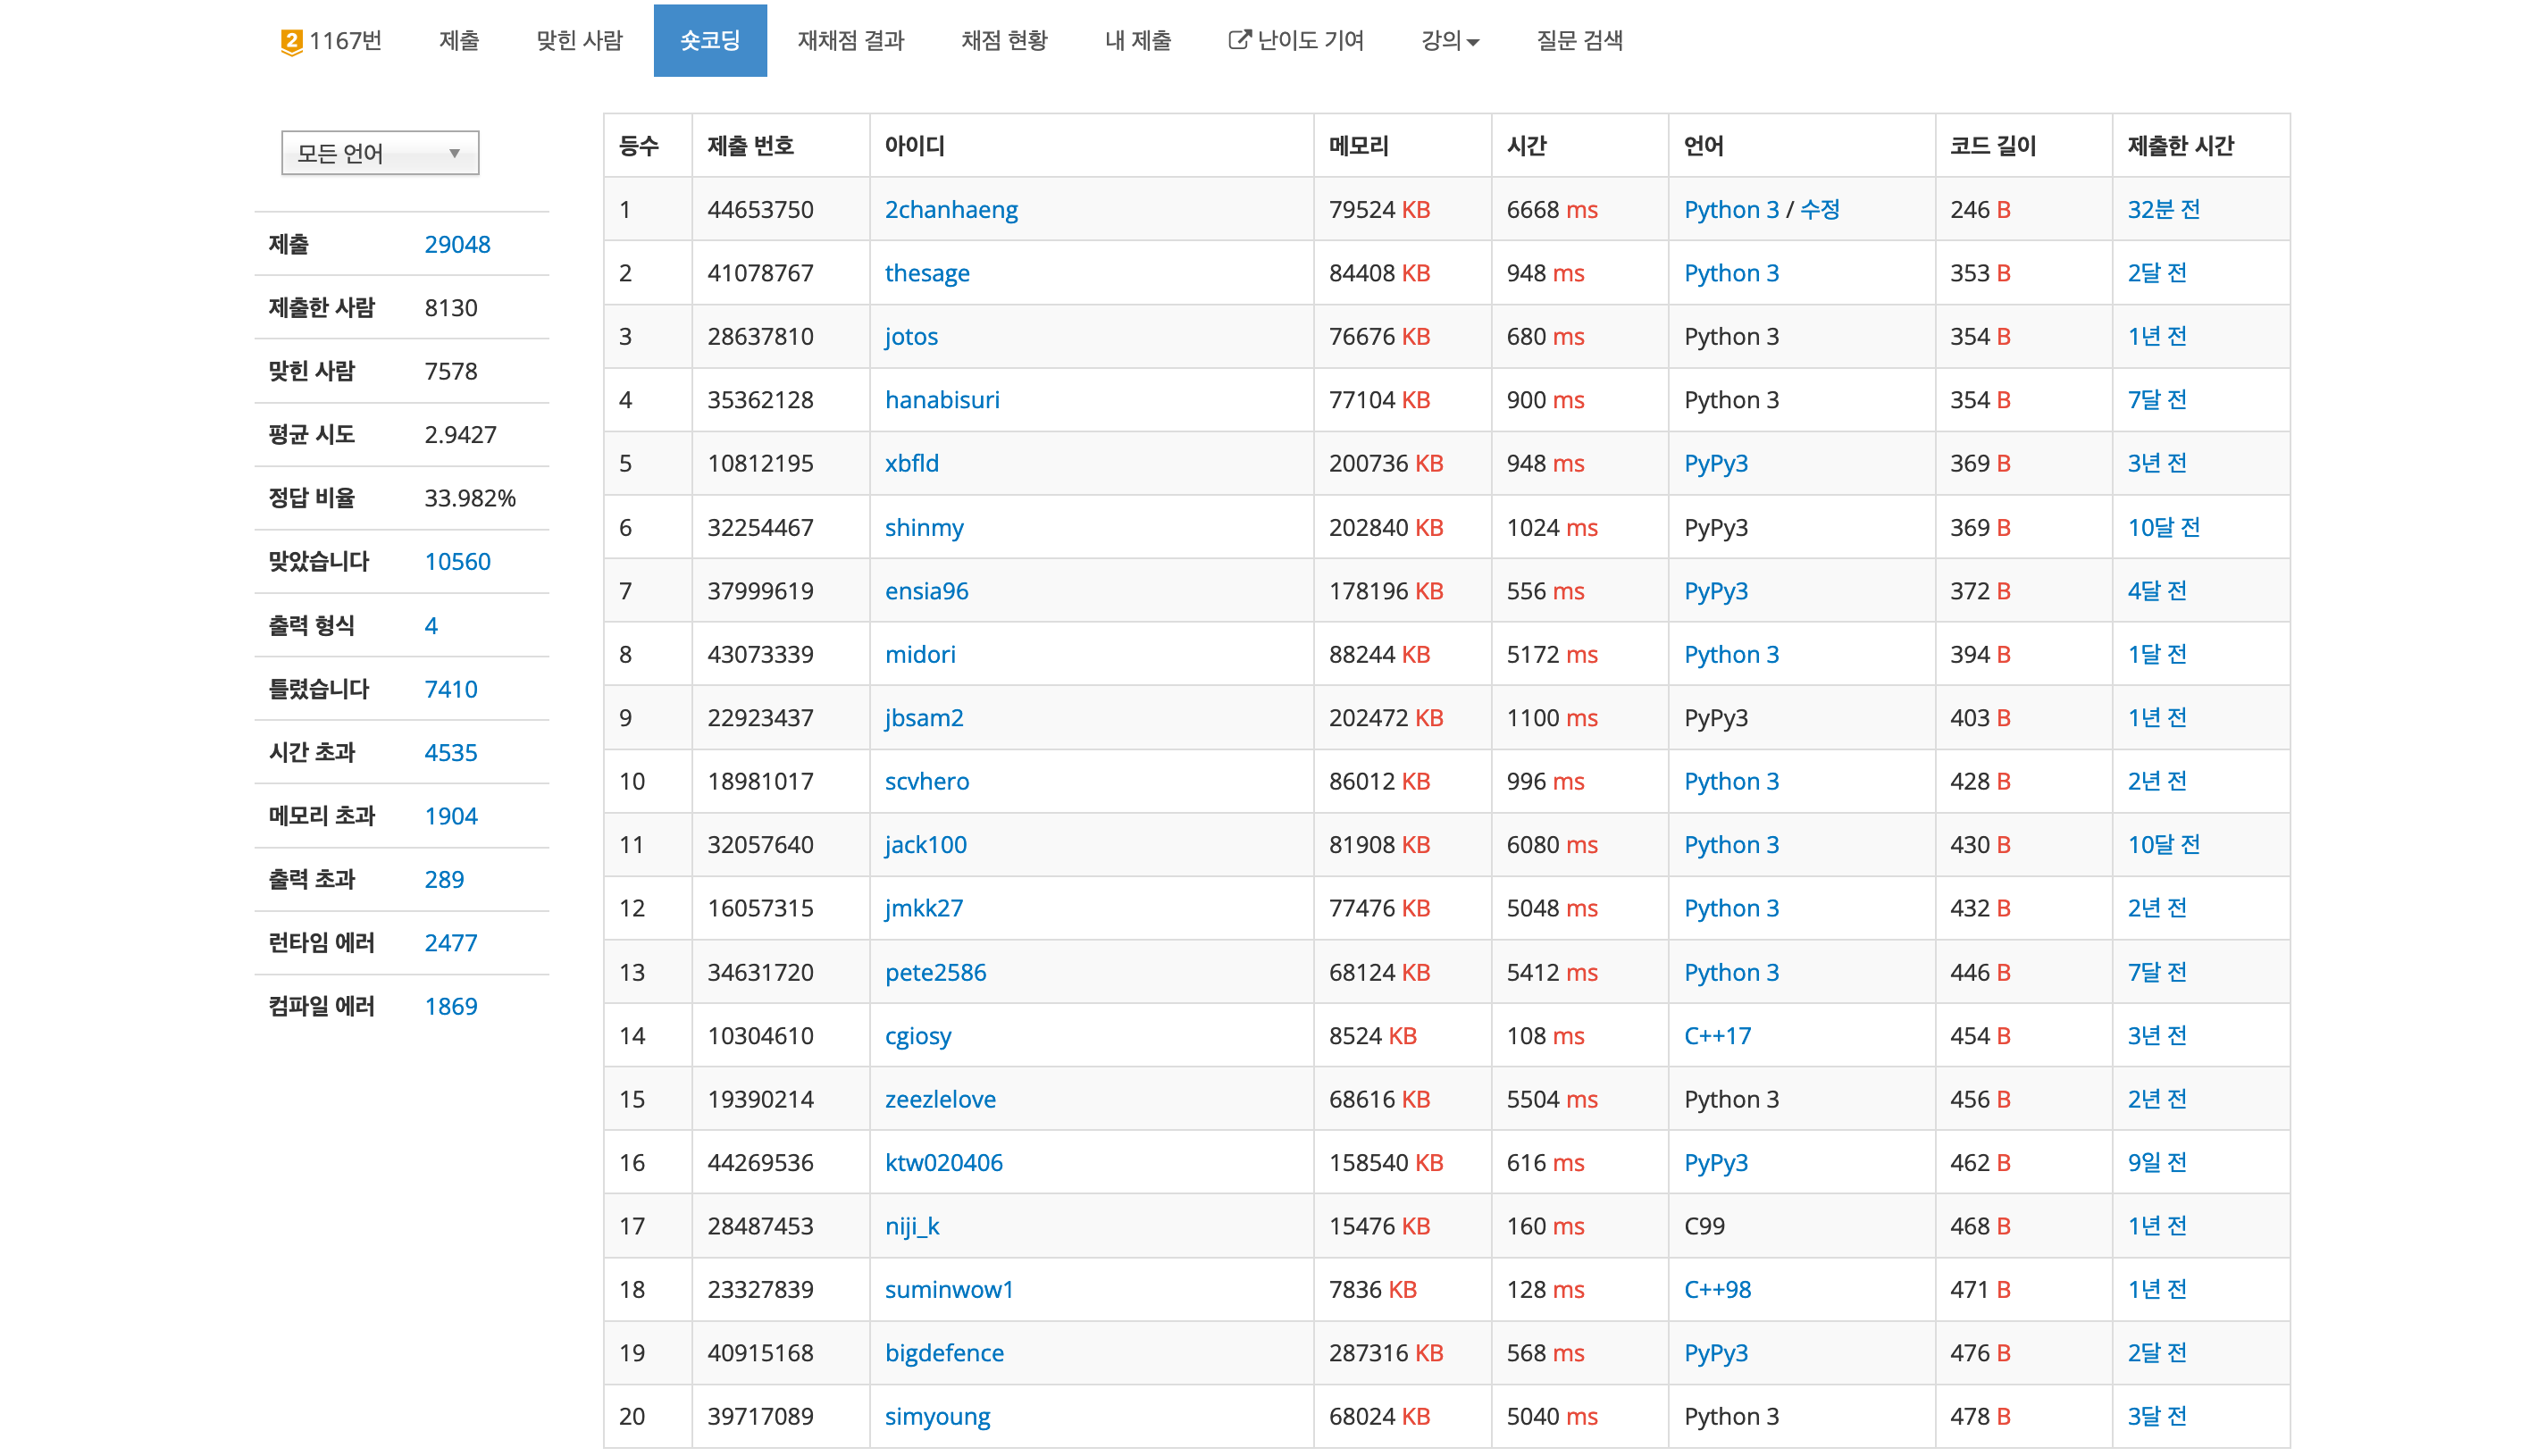 2 1167번 제출 맞힌 사람 숏코딩 재채점 결과 채점 현황 내 제출 난이도 기여 강의 질문 검색
모든 언어
제출 29048
제출한 사람 8130
맞힌 사람 7578
평균 시도 2.9427
정답 비율 33.982%
맞았습니다 10560
출력 형식 4
틀렸습니다 7410
시간 초과 4535
메모리 초과 1904
출력 초과 289
런타임 에러 2477
컴파일 에러 1869
등수 제출 번호 아이디 메모리 시간 언어 코드 길이 제출한 시간
1 44653750 2chanhaeng 79524 KB 6668 ms Python 3 / 수정 246 B 32분 전
2 41078767 thesage 84408 KB 948 ms Python 3 353 B 2달 전
3 28637810 jotos 76676 KB 680 ms Python 3 354 B 1년 전
4 35362128 hanabisuri 77104 KB 900 ms Python 3 354 B 7달 전
5 10812195 xbfld 200736 KB 948 ms PyPy3 369 B 3년 전
6 32254467 shinmy 202840 KB 1024 ms PyPy3 369 B 10달 전
7 37999619 ensia96 178196 KB 556 ms PyPy3 372 B 4달 전
8 43073339 midori 88244 KB 5172 ms Python 3 394 B 1달 전
9 22923437 jbsam2 202472 KB 1100 ms PyPy3 403 B 1년 전
10 18981017 scvhero 86012 KB 996 ms Python 3 428 B 2년 전
11 32057640 jack100 81908 KB 6080 ms Python 3 430 B 10달 전
12 16057315 jmkk27 77476 KB 5048 ms Python 3 432 B 2년 전
13 34631720 pete2586 68124 KB 5412 ms Python 3 446 B 7달 전
14 10304610 cgiosy 8524 KB 108 ms C++17 454 B 3년 전
15 19390214 zeezlelove 68616 KB 5504 ms Python 3 456 B 2년 전
16 44269536 ktw020406 158540 KB 616 ms PyPy3 462 B 9일 전
17 28487453 niji_k 15476 KB 160 ms C99 468 B 1년 전
18 23327839 suminwow1 7836 KB 128 ms C++98 471 B 1년 전
19 40915168 bigdefence 287316 KB 568 ms PyPy3 476 B 2달 전
20 39717089 simyoung 68024 KB 5040 ms Python 3 478 B 3달 전